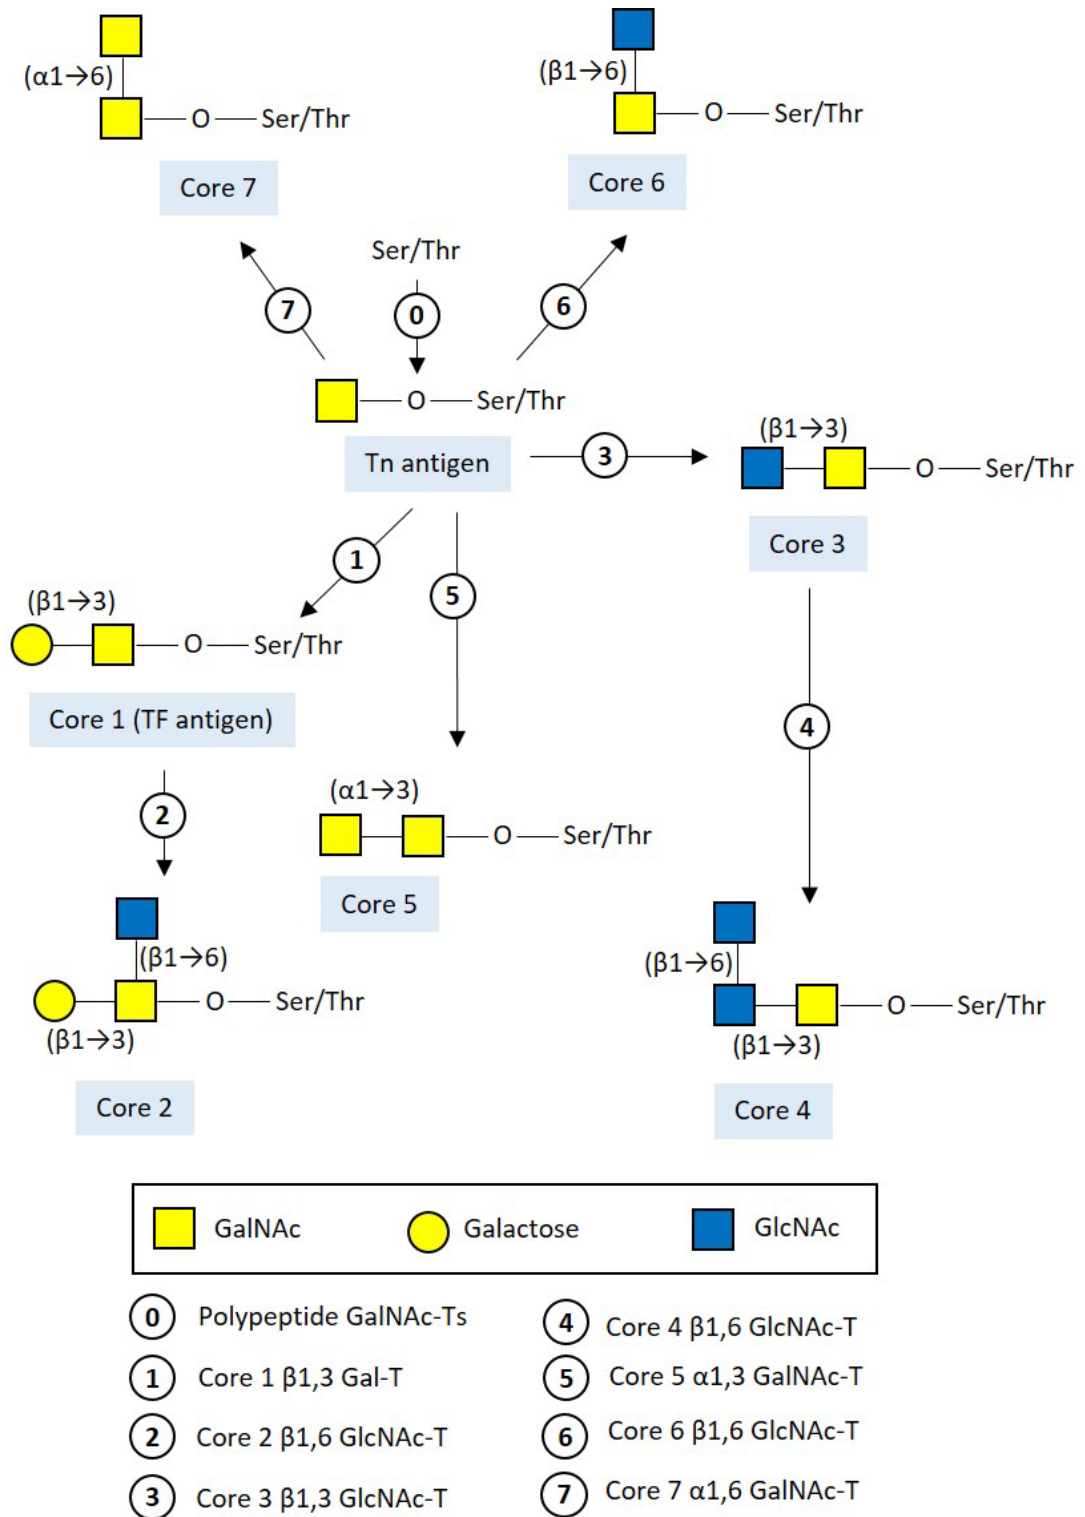 (α1→6)
O
Ser/Thr
Core 7
(β1→6)
O
Ser/Thr
Core 6
Ser/Thr
7
0
6
O
Ser/Thr
Tn antigen
3
(β1→3)
O
Ser/Thr
Core 3
1
5
(β1→3)
O
Ser/Thr
Core 1 (TF antigen)
4
2
(α1→3)
O
Ser/Thr
Core 5
(β1→6)
O
Ser/Thr
(β1→3)
Core 2
(β1→6)
O
Ser/Thr
(β1→3)
Core 4
GalNAc
Galactose
GlcNAc
0 Polypeptide GalNAc-Ts
1 Core 1 β1,3 Gal-T
2 Core 2 β1,6 GlcNAc-T
3 Core 3 β1,3 GlcNAc-T
4 Core 4 β1,6 GlcNAc-T
5 Core 5 α1,3 GalNAc-T
6 Core 6 β1,6 GlcNAc-T
7 Core 7 α1,6 GalNAc-T